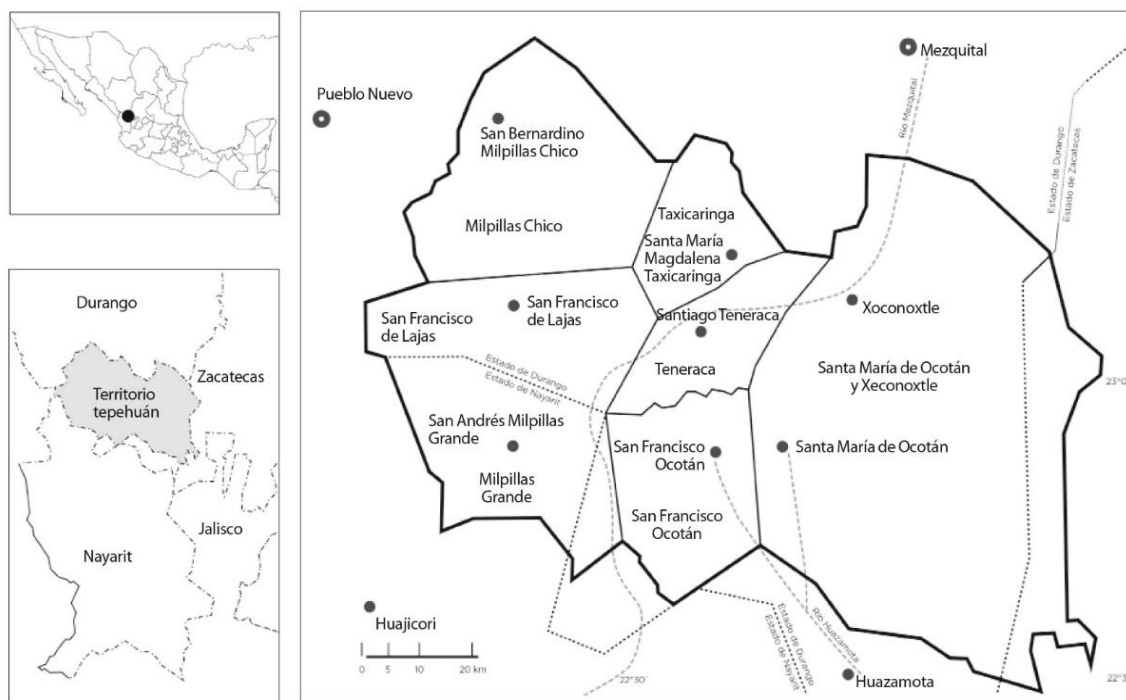 Durango
Zacatecas
Territorio
tepehuán
Jalisco
Nayarit
Mezquital
Pueblo Nuevo
San Bernardino
Milpillas Chico
Milpillas Chico
Río Mezquital
Estado de Durango
Estado de Zacatecas
Taxicaringa
Santa María
Magdalena
Taxicaringa
San Francisco
de Lajas
San Francisco
de Lajas
Santiago Teneraca
Xoconoxtle
Teneraca
Santa María de Ocotán
y Xeconoxtle
Estado de Durango
Estado de Nayarit
San Andrés Milpillas
Grande
Milpillas
Grande
San Francisco
Ocotán
Santa María de Ocotán
San Francisco
Ocotán
Huajicori
0 5 10 20 km
Río Huazamota
Estado de Durango
Estado de Nayarit
Huazamota
22°30´
23°0
22°3